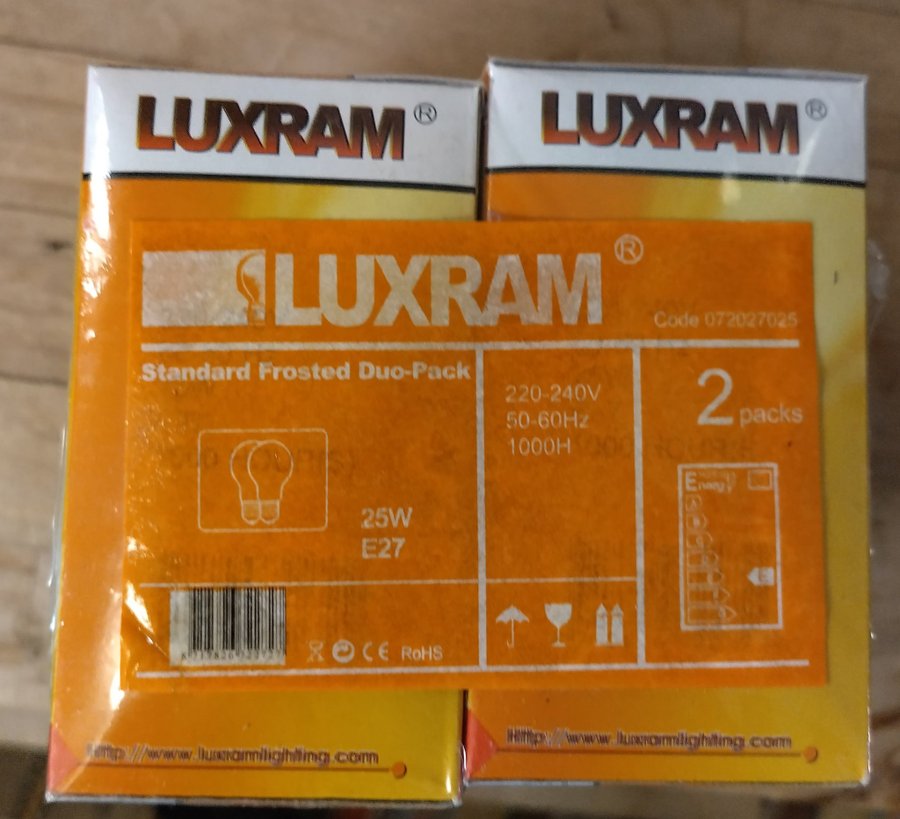 LUXRAM®
LUXRAM®
LUXRAM®
Code 072027025
Standard Frosted Duo-Pack
220-240V
50-60Hz
1000H
2 packs
Energy
25W
E27
CE RoHS
Http://www.luxramlighting.com
Http://www.luxramlighting.com